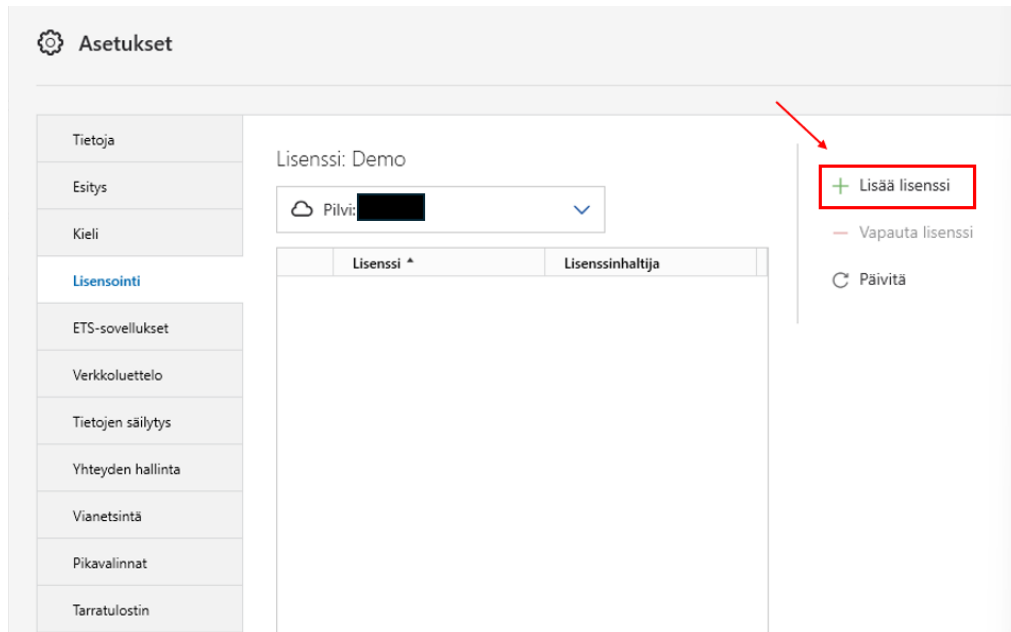 Asetukset
Tietoja
Esitys
Kieli
Lisensointi
ETS-sovellukset
Verkkoluettelo
Tietojen säilytys
Yhteyden hallinta
Vianetsintä
Pikavalinnat
Tarratulostin
Lisenssi: Demo
Pilvi:
Lisenssi Lisenssinhaltija
Lisää lisenssi
Vapauta lisenssi
Päivitä